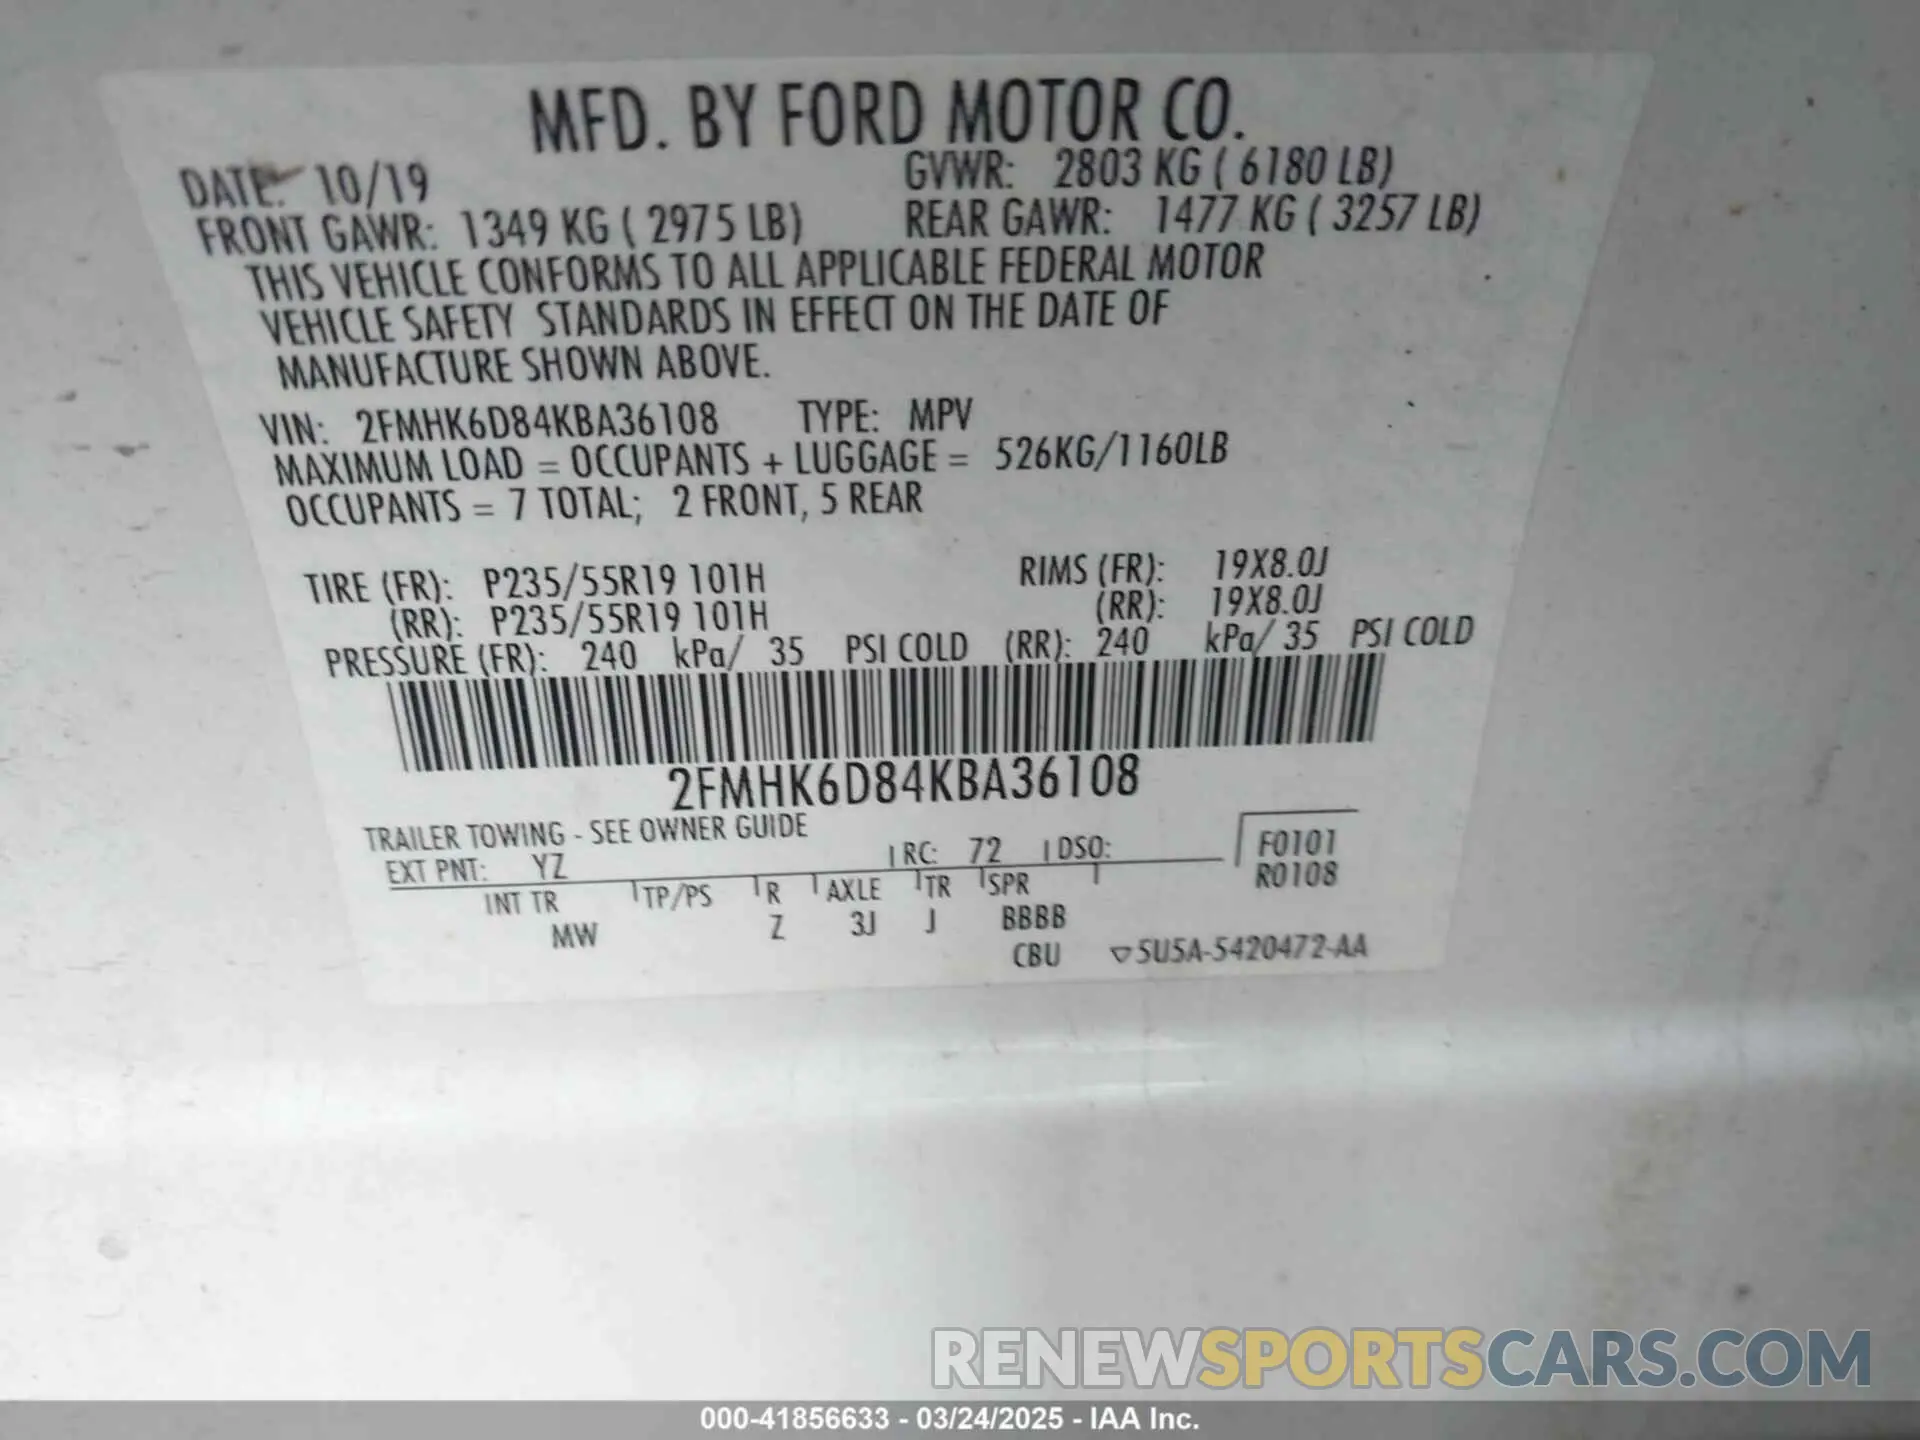 MFD. BY FORD MOTOR CO.
DATE: 10/19 GVWR: 2803 KG ( 6180 LB)
FRONT GAWR: 1349 KG ( 2975 LB) REAR GAWR: 1477 KG ( 3257 LB)
THIS VEHICLE CONFORMS TO ALL APPLICABLE FEDERAL MOTOR
VEHICLE SAFETY STANDARDS IN EFFECT ON THE DATE OF
MANUFACTURE SHOWN ABOVE.
VIN: 2FMHK6D84KBA36108 TYPE: MPV
MAXIMUM LOAD = OCCUPANTS + LUGGAGE = 526KG/1160LB
OCCUPANTS = 7 TOTAL; 2 FRONT, 5 REAR
TIRE (FR): P235/55R19 101H RIMS (FR): 19X8.0J
(RR): P235/55R19 101H (RR): 19X8.0J
PRESSURE (FR): 240 kPa/ 35 PSI COLD (RR): 240 kPa/ 35 PSI COLD
2FMHK6D84KBA36108
TRAILER TOWING - SEE OWNER GUIDE
EXT PNT: YZ RC: 72 DSO: F0101
R0108
INT TR TP/PS R AXLE TR SPR
MW Z 3J J BBBB
CBU ▽5U5A-5420472-AA
RENEWSPORTSCARS.COM
000-41856633 - 03/24/2025 - IAA Inc.